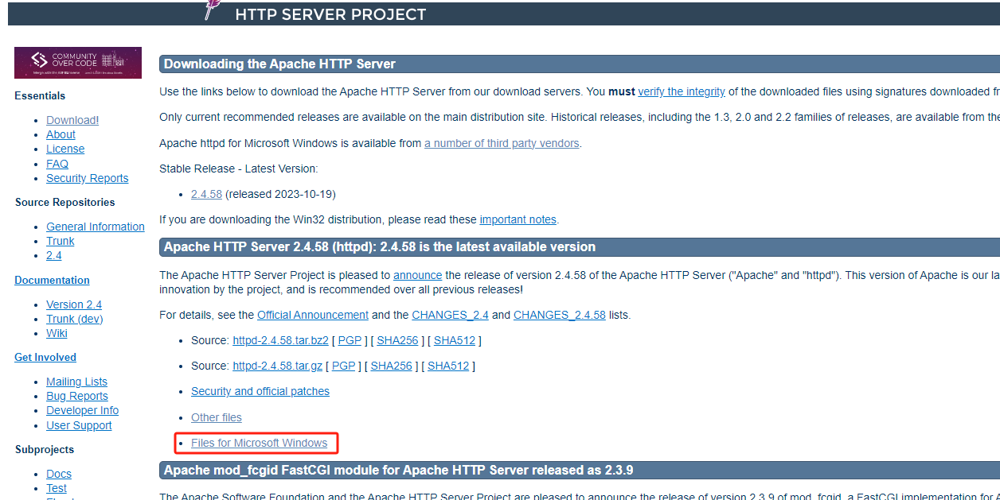 HTTP SERVER PROJECT
COMMUNITY
OVER CODE
Essentials
Download!
About
License
FAQ
Security Reports
Source Repositories
General Information
Trunk
2.4
Documentation
Version 2.4
Trunk (dev)
Wiki
Get Involved
Mailing Lists
Bug Reports
Developer Info
User Support
Subprojects
Docs
Test
Downloading the Apache HTTP Server
Use the links below to download the Apache HTTP Server from our download servers. You must verify the integrity of the downloaded files using signatures downloaded
Only current recommended releases are available on the main distribution site. Historical releases, including the 1.3, 2.0 and 2.2 families of releases, are available from the
Apache httpd for Microsoft Windows is available from a number of third party vendors.
Stable Release - Latest Version:
• 2.4.58 (released 2023-10-19)
If you are downloading the Win32 distribution, please read these important notes.
Apache HTTP Server 2.4.58 (httpd): 2.4.58 is the latest available version
The Apache HTTP Server Project is pleased to announce the release of version 2.4.58 of the Apache HTTP Server ("Apache" and "httpd"). This version of Apache is our la
innovation by the project, and is recommended over all previous releases!
For details, see the Official Announcement and the CHANGES_2.4 and CHANGES_2.4.58 lists.
• Source: httpd-2.4.58.tar.bz2 [ PGP ] [ SHA256 ] [ SHA512 ]
• Source: httpd-2.4.58.tar.gz [ PGP ] [ SHA256 ] [ SHA512 ]
• Security and official patches
• Other files
• Files for Microsoft Windows
Apache mod_fcgid FastCGI module for Apache HTTP Server released as 2.3.9
The Apache Software Foundation and the Apache HTTP Server Project are pleased to announce the release of version 2.3.9 of mod_fcgid, a FastCGI implementation for